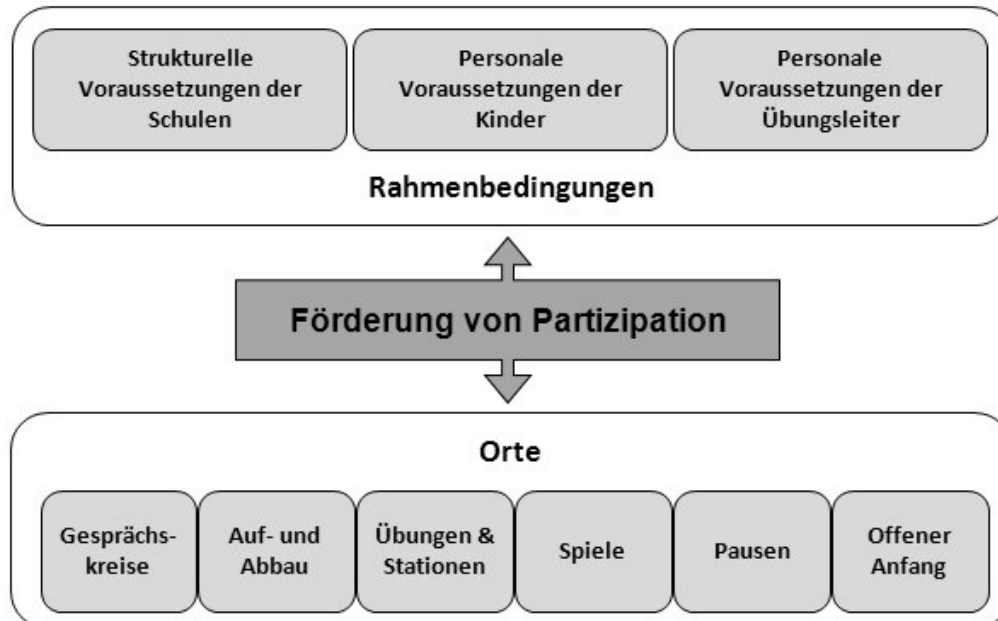 Strukturelle
Voraussetzungen der
Schulen
Personale
Voraussetzungen der
Kinder
Personale
Voraussetzungen der
Übungsleiter
Rahmenbedingungen
Förderung von Partizipation
Orte
Gesprächs-
kreise
Auf- und
Abbau
Übungen &
Stationen
Spiele
Pausen
Offener
Anfang